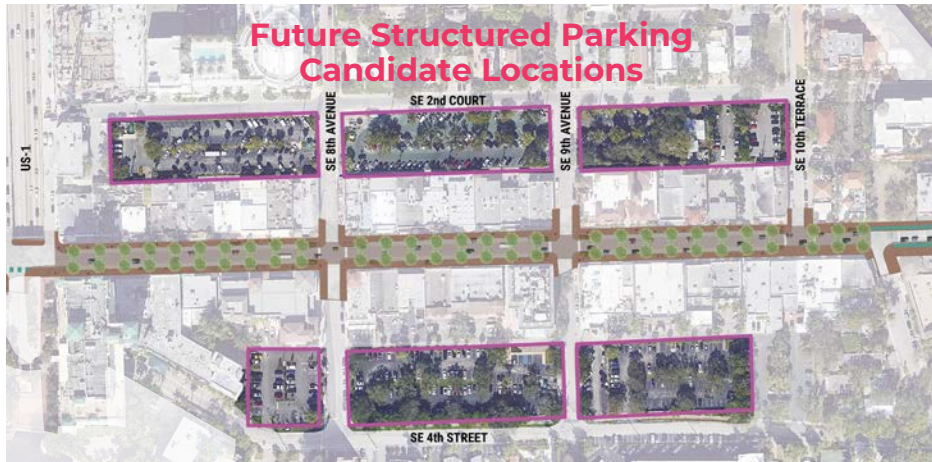 Future Structured Parking
Candidate Locations
US-1
SE 8th AVENUE
SE 2nd COURT
SE 9th AVENUE
SE 10th TERRACE
SE 4th STREET